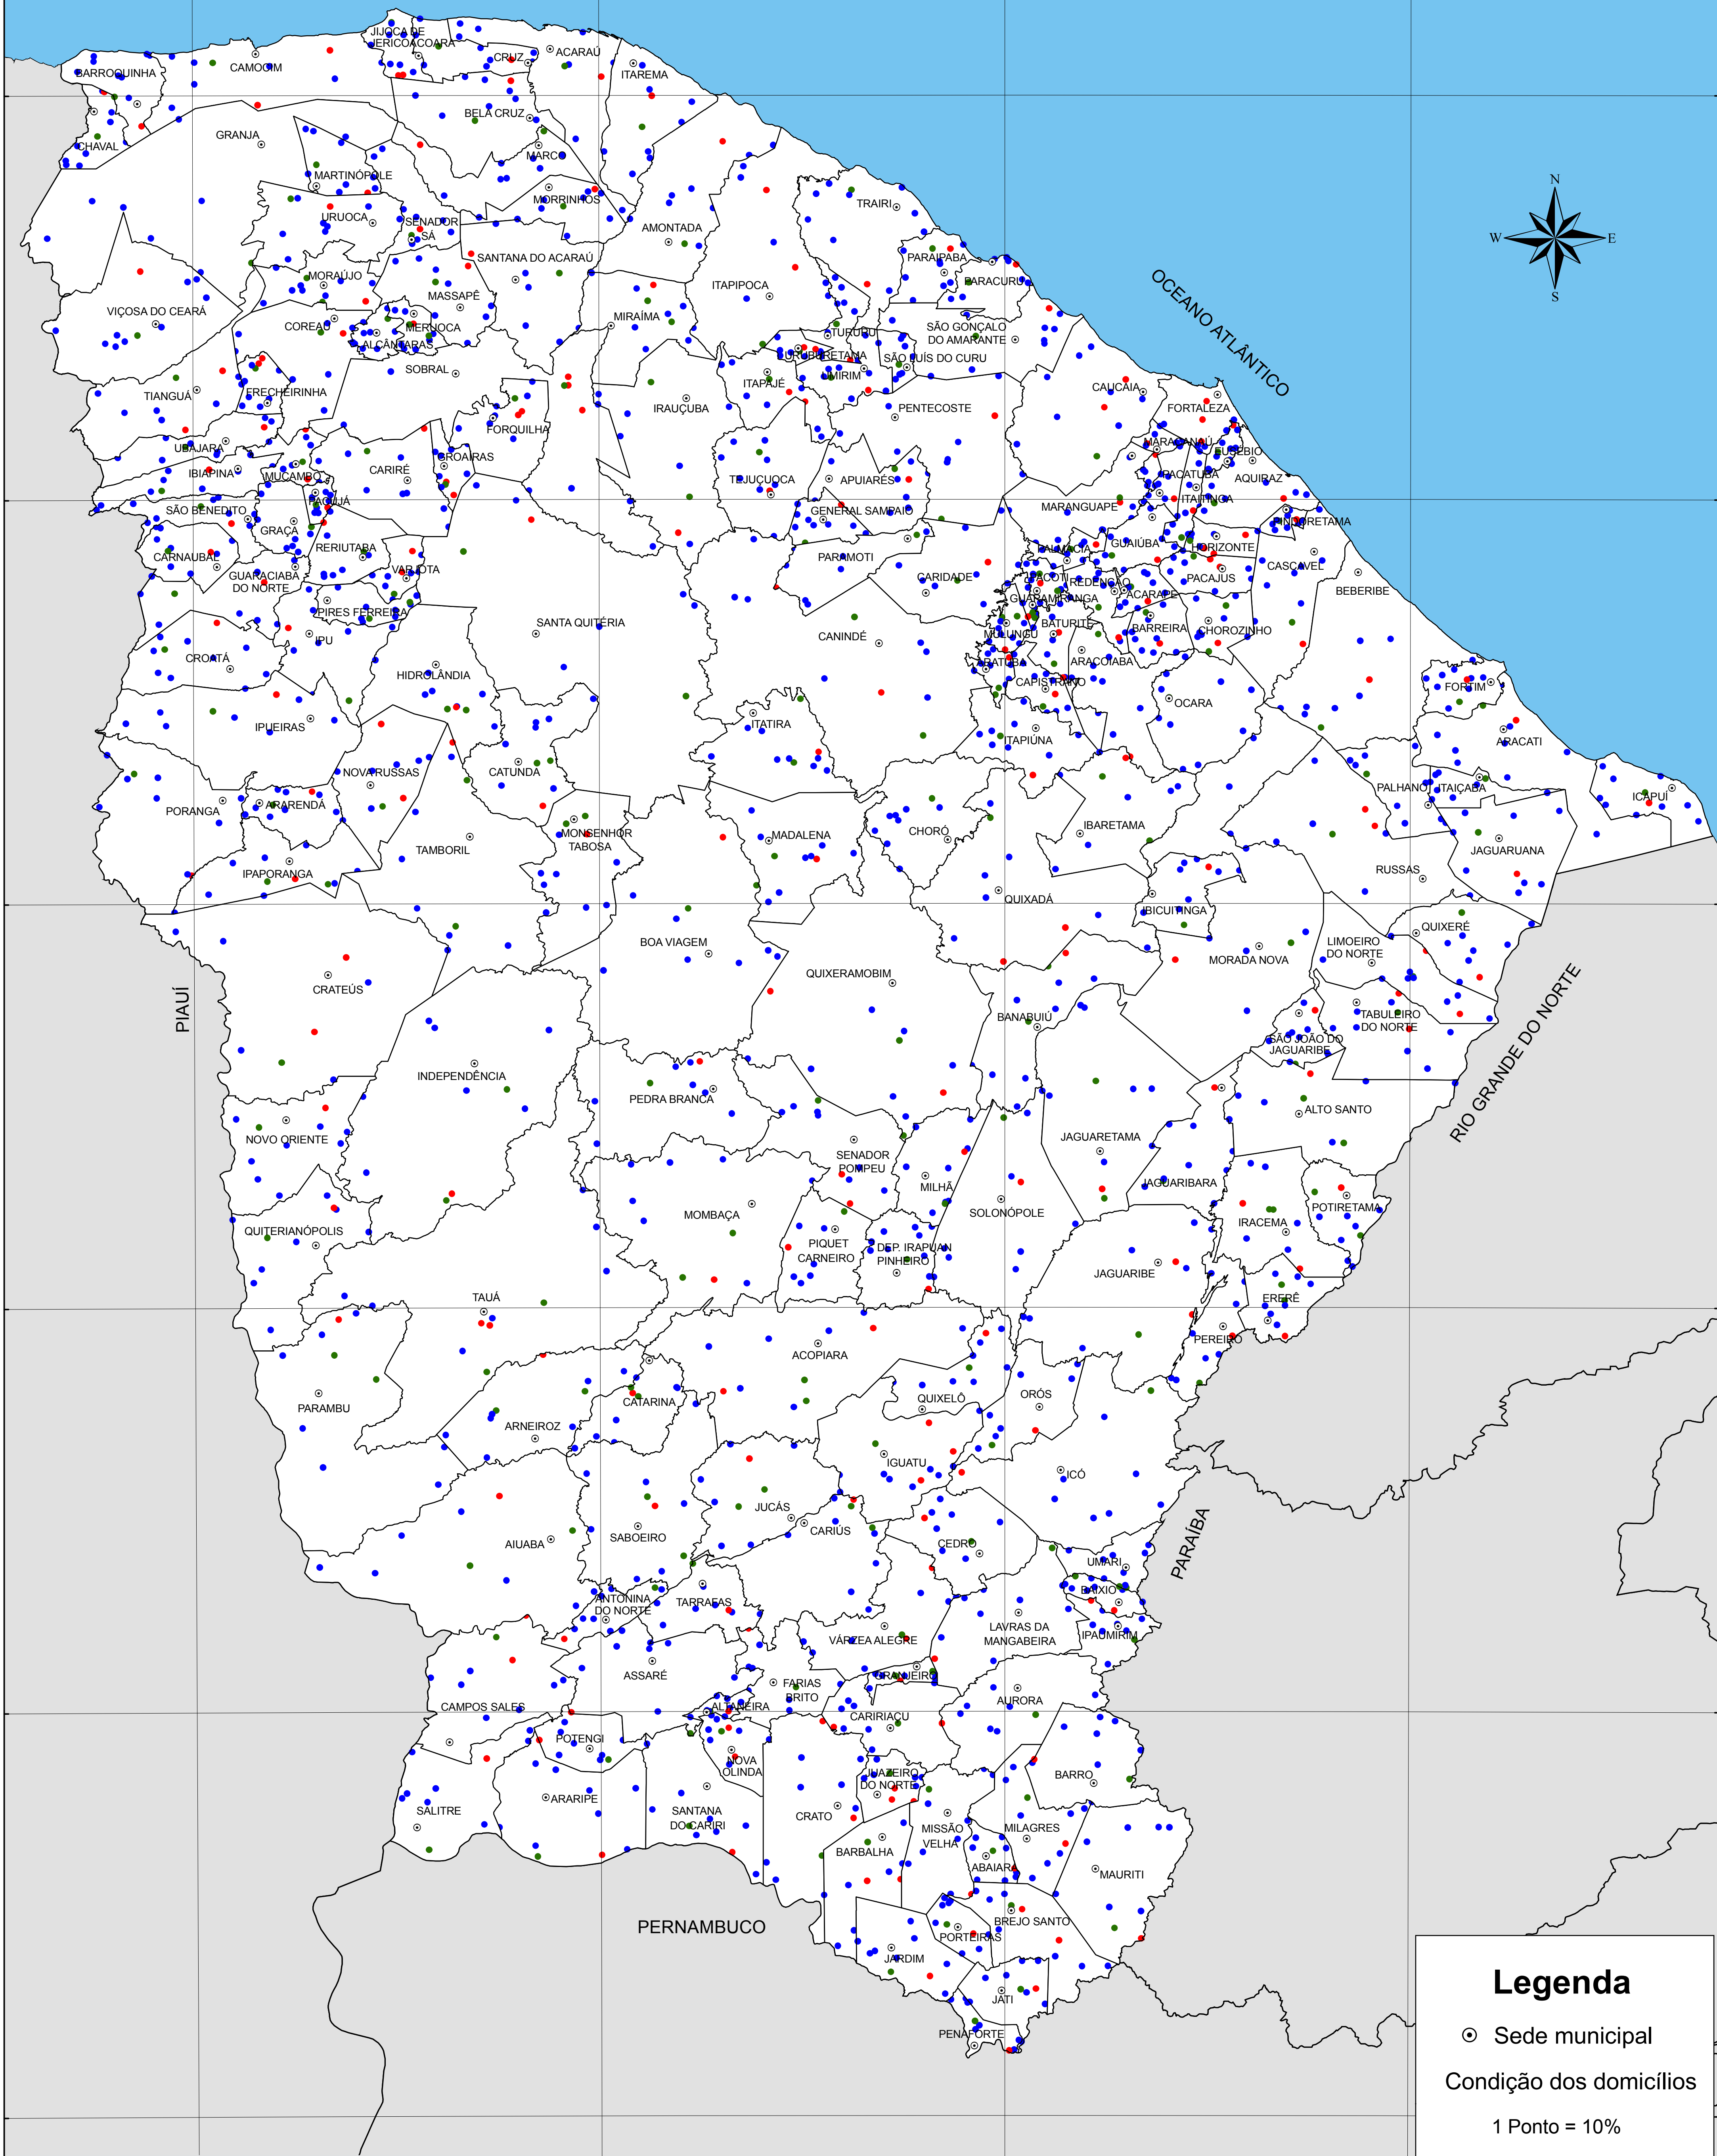 JIJOCA DE
JERICOACOARA
CRUZ
ACARAÚ
ITAREMA
BARROQUINHA
CAMOCIM
BELA CRUZ
GRANJA
CHAVAL
MARCO
MARTINÓPOLE
MORRINHOS
TRAIRI
N
W
E
S
URUOCA
SENADOR
SÁ
AMONTADA
SANTANA DO ACARAÚ
PARAIPABA
PARACURU
MORAÚJO
MASSAPÊ
ITAPIPOCA
OCEANO ATLÂNTICO
VIÇOSA DO CEARÁ
COREAÚ
MERUOCA
ALCÂNTARAS
MIRAÍMA
TURURU
SÃO GONÇALO
DO AMARANTE
URUBURETANA
SÃO LUÍS DO CURU
SOBRAL
ITAPAJÉ
UMIRIM
CAUCAIA
TIANGUÁ
FRECHEIRINHA
IRAUÇUBA
PENTECOSTE
FORTALEZA
FORQUILHA
MARACANAÚ
EUSÉBIO
UBAJARA
IBIAPINA
MUCAMBO
CARIRÉ
GROAÍRAS
TEJUÇUOCA
APUIARÉS
PACATUBA
AQUIRAZ
PACUJÁ
SÃO BENEDITO
GENERAL SAMPAIO
MARANGUAPE
ITAITINGA
PINDORETAMA
GRAÇA
RERIUTABA
CARNAUBAL
PARAMOTI
PALMÁCIA
GUAIÚBA
HORIZONTE
CASCAVEL
GUARACIABA
DO NORTE
VARJOTA
CARIDADE
PACOTI
REDENÇÃO
PACAJUS
BEBERIBE
PIRES FERREIRA
GUARAMIRANGA
ACARAPE
SANTA QUITÉRIA
CANINDÉ
MULUNGU
BATURITÉ
BARREIRA
CHOROZINHO
IPU
CROATÁ
ARATUBA
ARACOIABA
HIDROLÂNDIA
CAPISTRANO
FORTIM
OCARA
IPUEIRAS
ITATIRA
ITAPIÚNA
ARACATI
NOVA RUSSAS
CATUNDA
PALHANO
ITAIÇABA
ICAPUÍ
PORANGA
ARARENDÁ
MONSENHOR
TABOSA
MADALENA
CHORÓ
IBARETAMA
TAMBORIL
JAGUARUANA
IPAPORANGA
RUSSAS
QUIXADÁ
IBICUITINGA
QUIXERÉ
BOA VIAGEM
LIMOEIRO
DO NORTE
QUIXERAMOBIM
MORADA NOVA
CRATEÚS
PIAUÍ
BANABUIÚ
TABULEIRO
DO NORTE
SÃO JOÃO DO
JAGUARIBE
RIO GRANDE DO NORTE
INDEPENDÊNCIA
PEDRA BRANCA
ALTO SANTO
NOVO ORIENTE
JAGUARETAMA
SENADOR
POMPEU
MILHÃ
JAGUARIBARA
POTIRETAMA
MOMBAÇA
SOLONÓPOLE
IRACEMA
QUITERIANÓPOLIS
PIQUET
CARNEIRO
DEP. IRAPUAN
PINHEIRO
JAGUARIBE
TAUÁ
ERERÊ
PEREIRO
ACOPIARA
PARAMBU
CATARINA
QUIXELÔ
ORÓS
ARNEIROZ
IGUATU
ICÓ
JUCÁS
CARIÚS
PARAÍBA
AIUABA
SABOEIRO
CEDRO
UMARI
BAIXIO
ANTONINA
DO NORTE
TARRAFAS
LAVRAS DA
MANGABEIRA
IPAUMIRIM
VÁRZEA ALEGRE
ASSARÉ
FARIAS
BRITO
GRANJEIRO
AURORA
CAMPOS SALES
ALTANEIRA
CARIRIAÇU
POTENGI
NOVA
OLINDA
JUAZEIRO
DO NORTE
BARRO
SALITRE
ARARIPE
SANTANA
DO CARIRI
CRATO
MISSÃO
VELHA
MILAGRES
BARBALHA
ABAIARA
MAURITI
PERNAMBUCO
BREJO SANTO
PORTEIRAS
JARDIM
JATI
PENAFORTE
Legenda
Sede municipal
Condição dos domicílios
1 Ponto = 10%